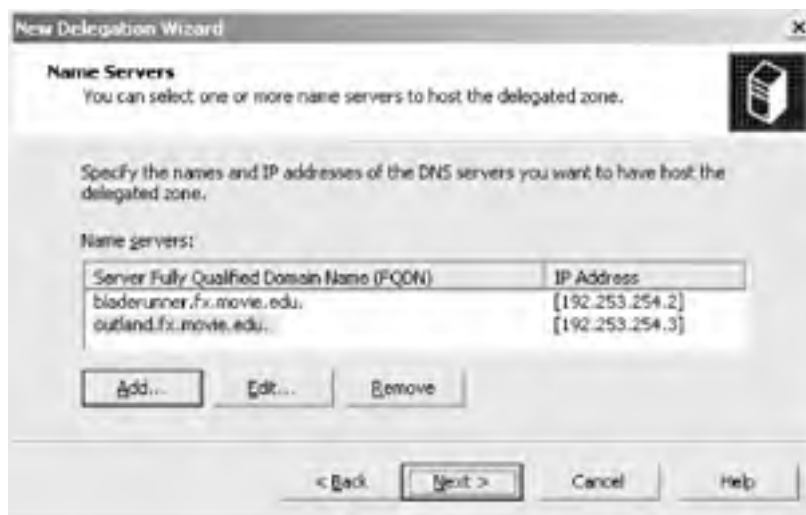 New Delegation Wizard
Name Servers
You can select one or more name servers to host the delegated zone.
Specify the names and IP addresses of the DNS servers you want to have host the
delegated zone.
Name servers:
Server Fully Qualified Domain Name (FQDN) IP Address
bladerunner.fx.movie.edu. [192.253.254.2]
outland.fx.movie.edu. [192.253.254.3]
Add... Edit... Remove
< Back Next > Cancel Help